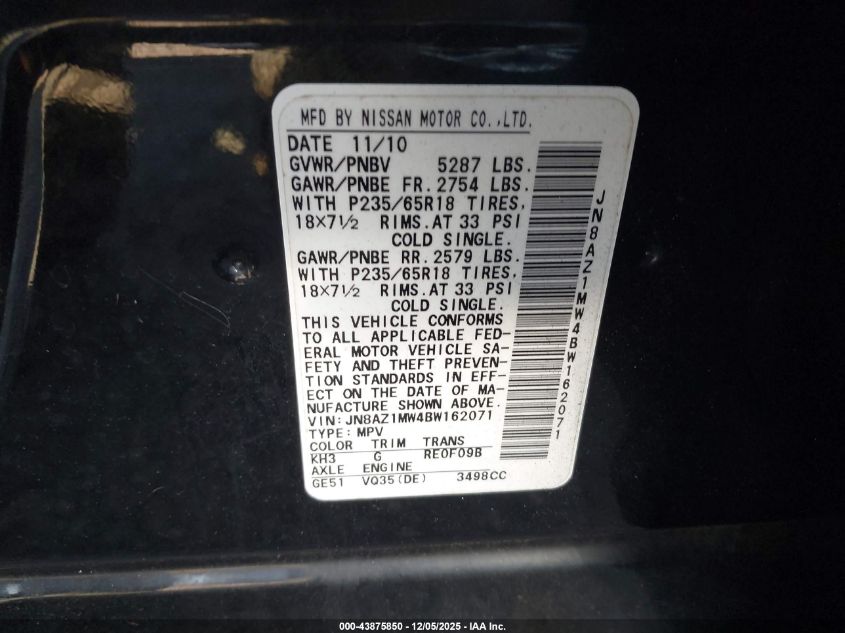 MFD BY NISSAN MOTOR CO.,LTD.
DATE 11/10
GVWR/PNBV 5287 LBS.
GAWR/PNBE FR. 2754 LBS.
WITH P235/65R18 TIRES,
18×7½ RIMS. AT 33 PSI
COLD SINGLE.
GAWR/PNBE RR. 2579 LBS.
WITH P235/65R18 TIRES,
18×7½ RIMS. AT 33 PSI
COLD SINGLE.
THIS VEHICLE CONFORMS
TO ALL APPLICABLE FED-
ERAL MOTOR VEHICLE SA-
FETY AND THEFT PREVEN-
TION STANDARDS IN EFF-
ECT ON THE DATE OF MA-
NUFACTURE SHOWN ABOVE.
VIN: JN8AZ1MW4BW162071
TYPE: MPV
COLOR TRIM TRANS
KH3 G RE0F09B
AXLE ENGINE
GE51 VQ35(DE) 3498CC
JN8AZ1MW4BW162071
000-43875850 - 12/05/2025 - IAA Inc.